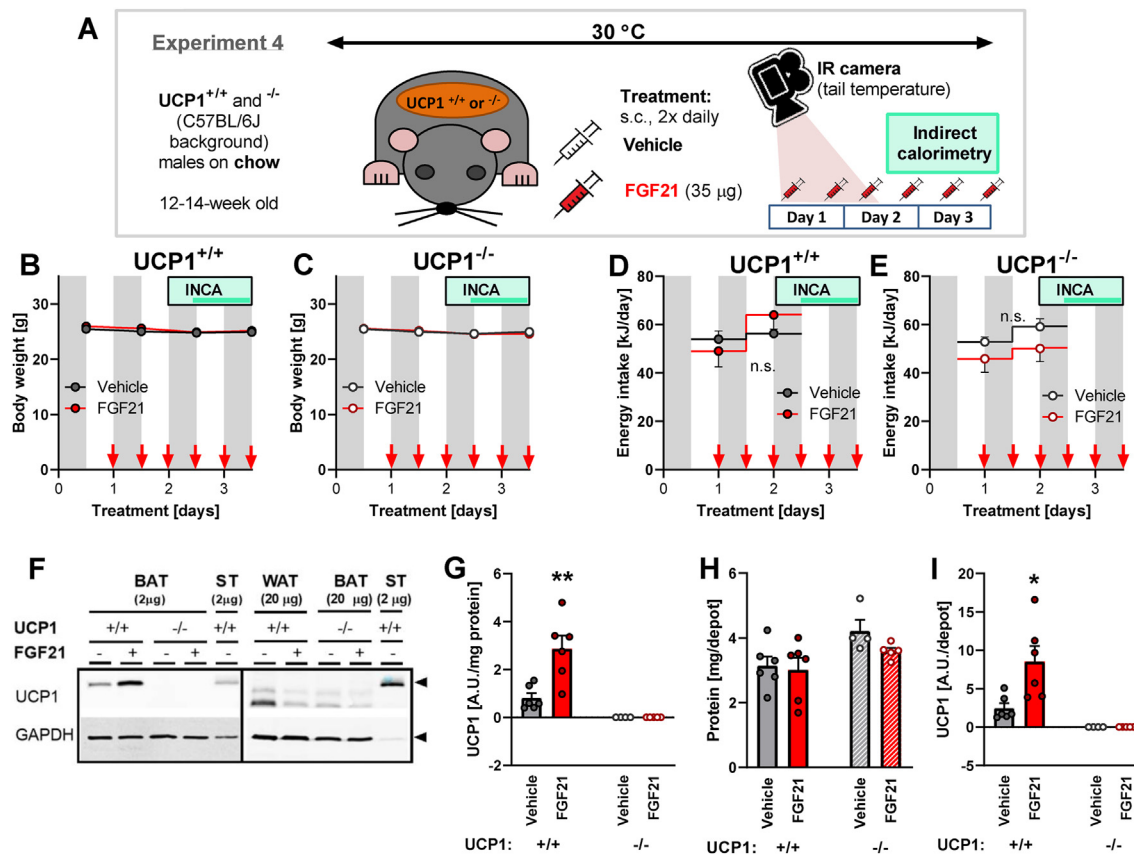 A
Experiment 4
30 °C
UCP1+/+ and -/-
(C57BL/6J
background)
males on chow
12-14-week old
UCP1 +/+ or -/-
Treatment:
s.c., 2x daily
Vehicle
FGF21 (35 µg)
IR camera
(tail temperature)
Indirect
calorimetry
Day 1 Day 2 Day 3
B
UCP1+/+
INCA
Body weight [g]
30
20
10
0
Vehicle
FGF21
0 1 2 3
Treatment [days]
C
UCP1-/-
INCA
Body weight [g]
30
20
10
0
Vehicle
FGF21
0 1 2 3
Treatment [days]
D
UCP1+/+
INCA
Energy intake [kJ/day]
80
60
40
20
0
n.s.
Vehicle
FGF21
0 1 2 3
Treatment [days]
E
UCP1-/-
INCA
Energy intake [kJ/day]
80
60
40
20
0
n.s.
Vehicle
FGF21
0 1 2 3
Treatment [days]
F
BAT ST WAT BAT ST
(2µg) (2µg) (20 µg) (20 µg) (2 µg)
UCP1 +/+ -/- +/+ +/+ -/- +/+
FGF21 - + - + - - + - + -
UCP1
GAPDH
G
UCP1 [A.U./mg protein]
6
4
2
0
-2
**
Vehicle FGF21 Vehicle FGF21
UCP1: +/+ -/-
H
Protein [mg/depot]
6
4
2
0
Vehicle FGF21 Vehicle FGF21
UCP1: +/+ -/-
I
UCP1 [A.U./depot]
20
15
10
5
0
-5
*
Vehicle FGF21 Vehicle FGF21
UCP1: +/+ -/-